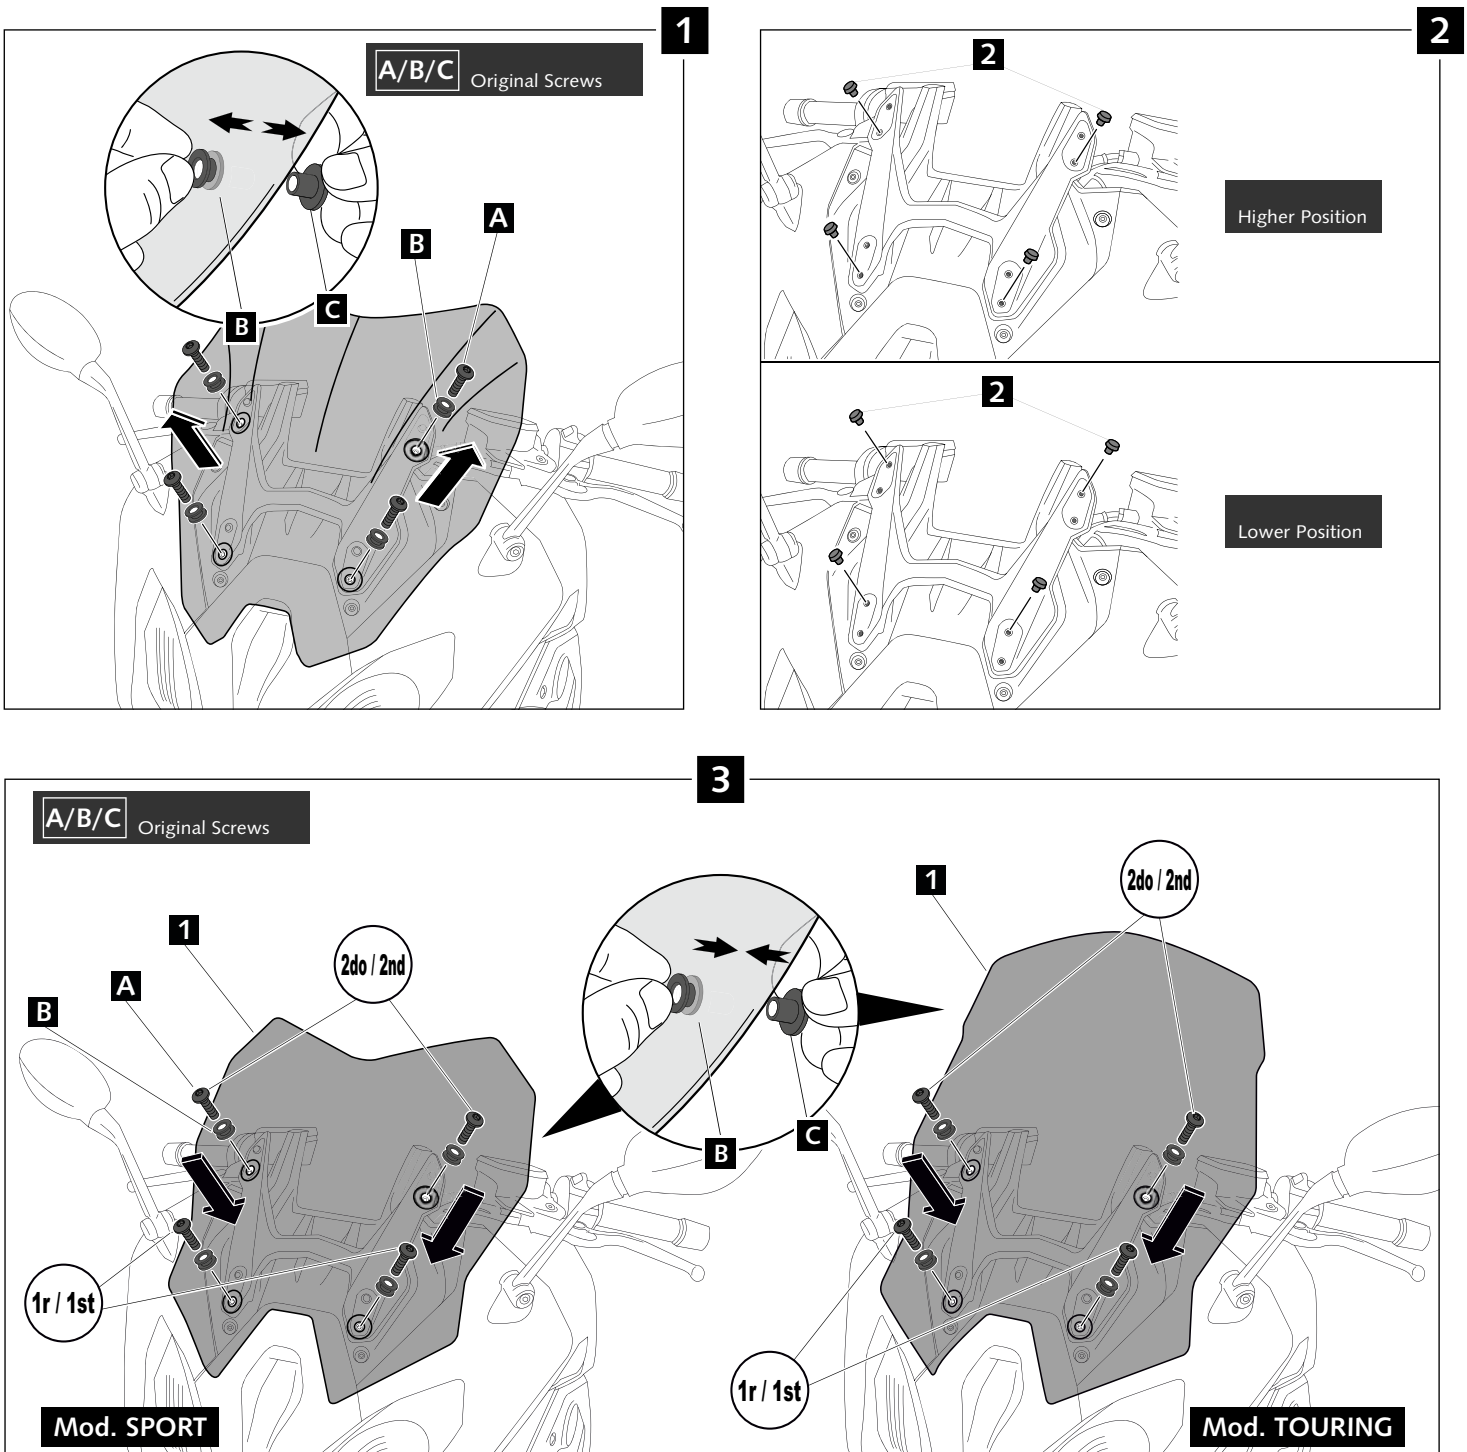 1
A/B/C Original Screws
A
B
B
C
2
2
Higher Position
2
Lower Position
3
A/B/C Original Screws
1
2do / 2nd
A
B
B
C
1r / 1st
Mod. SPORT
1
2do / 2nd
1r / 1st
Mod. TOURING